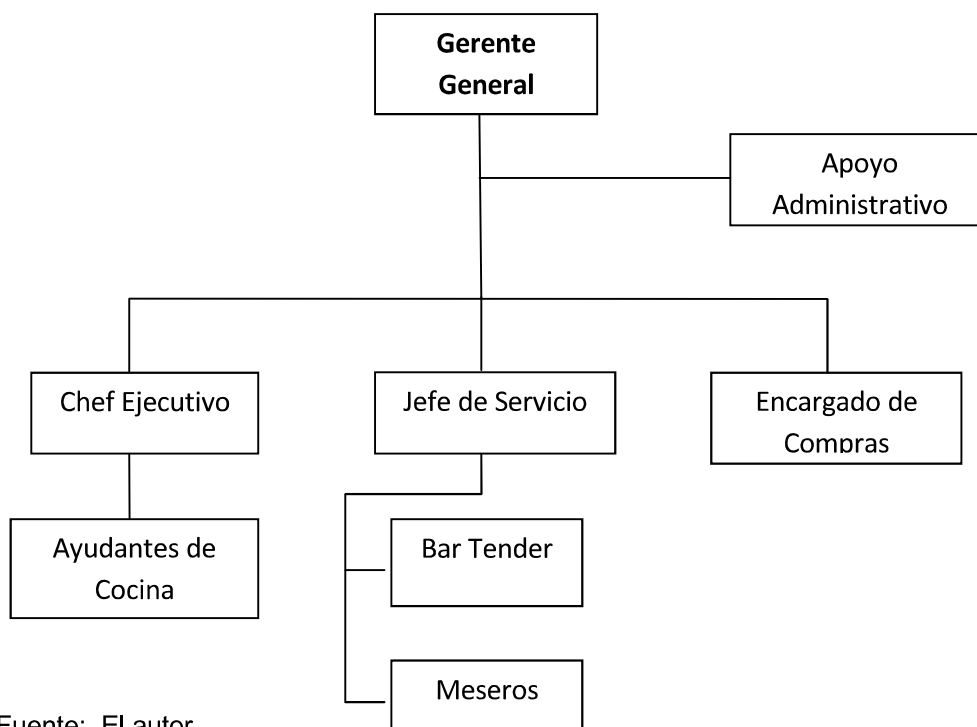 Gerente
General
Apoyo
Administrativo
Chef Ejecutivo
Jefe de Servicio
Encargado de
Compras
Ayudantes de
Cocina
Bar Tender
Meseros
Fuente: El autor